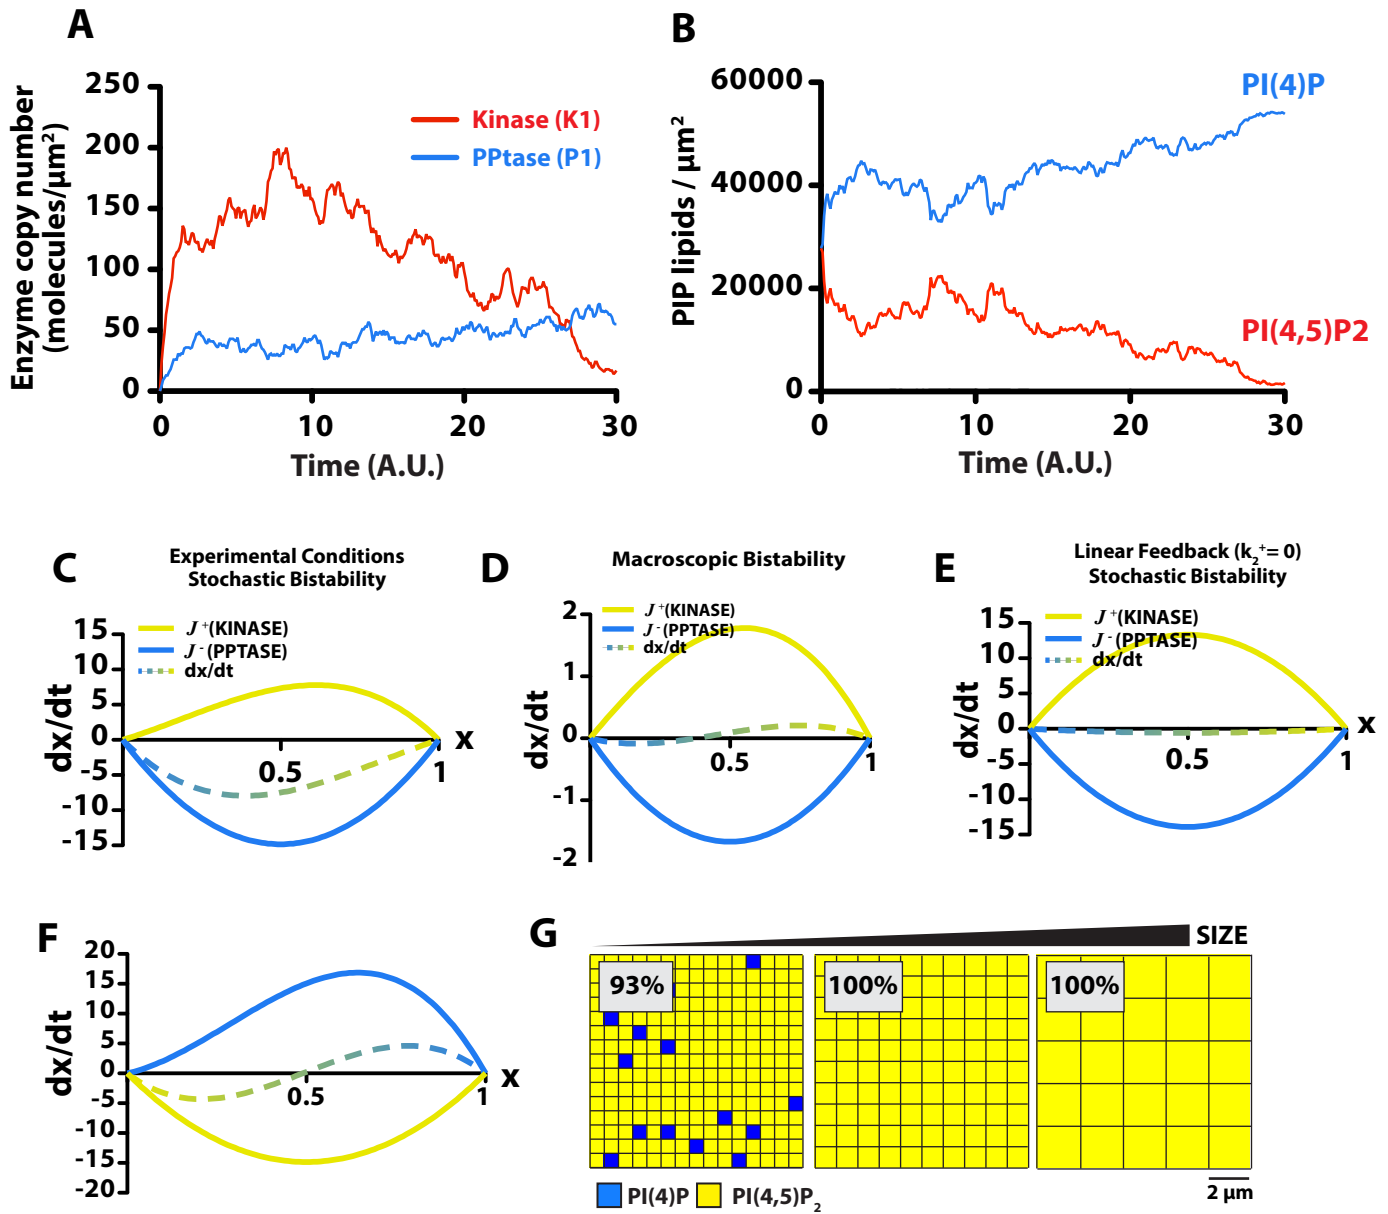 A
Enzyme copy number
(molecules/μm²)
250
200
150
100
50
0
Kinase (K1)
PPtase (P1)
0 10 20 30
Time (A.U.)
B
PIP lipids / μm²
60000
40000
20000
0
PI(4)P
PI(4,5)P2
0 10 20 30
Time (A.U.)
C
Experimental Conditions
Stochastic Bistability
dx/dt
15
10
5
0
-5
-10
-15
J⁺(KINASE)
J⁻(PPTASE)
dx/dt
0.5
1
x
D
Macroscopic Bistability
dx/dt
2
1
0
-1
-2
J⁺(KINASE)
J⁻(PPTASE)
dx/dt
0.5
1
x
E
Linear Feedback (k₂⁺= 0)
Stochastic Bistability
dx/dt
15
10
5
0
-5
-10
-15
J⁺(KINASE)
J⁻(PPTASE)
dx/dt
0.5
1
x
F
dx/dt
20
15
10
5
0
-5
-10
-15
-20
0.5
1
x
G
SIZE
93%
100%
100%
PI(4)P PI(4,5)P₂
2 μm